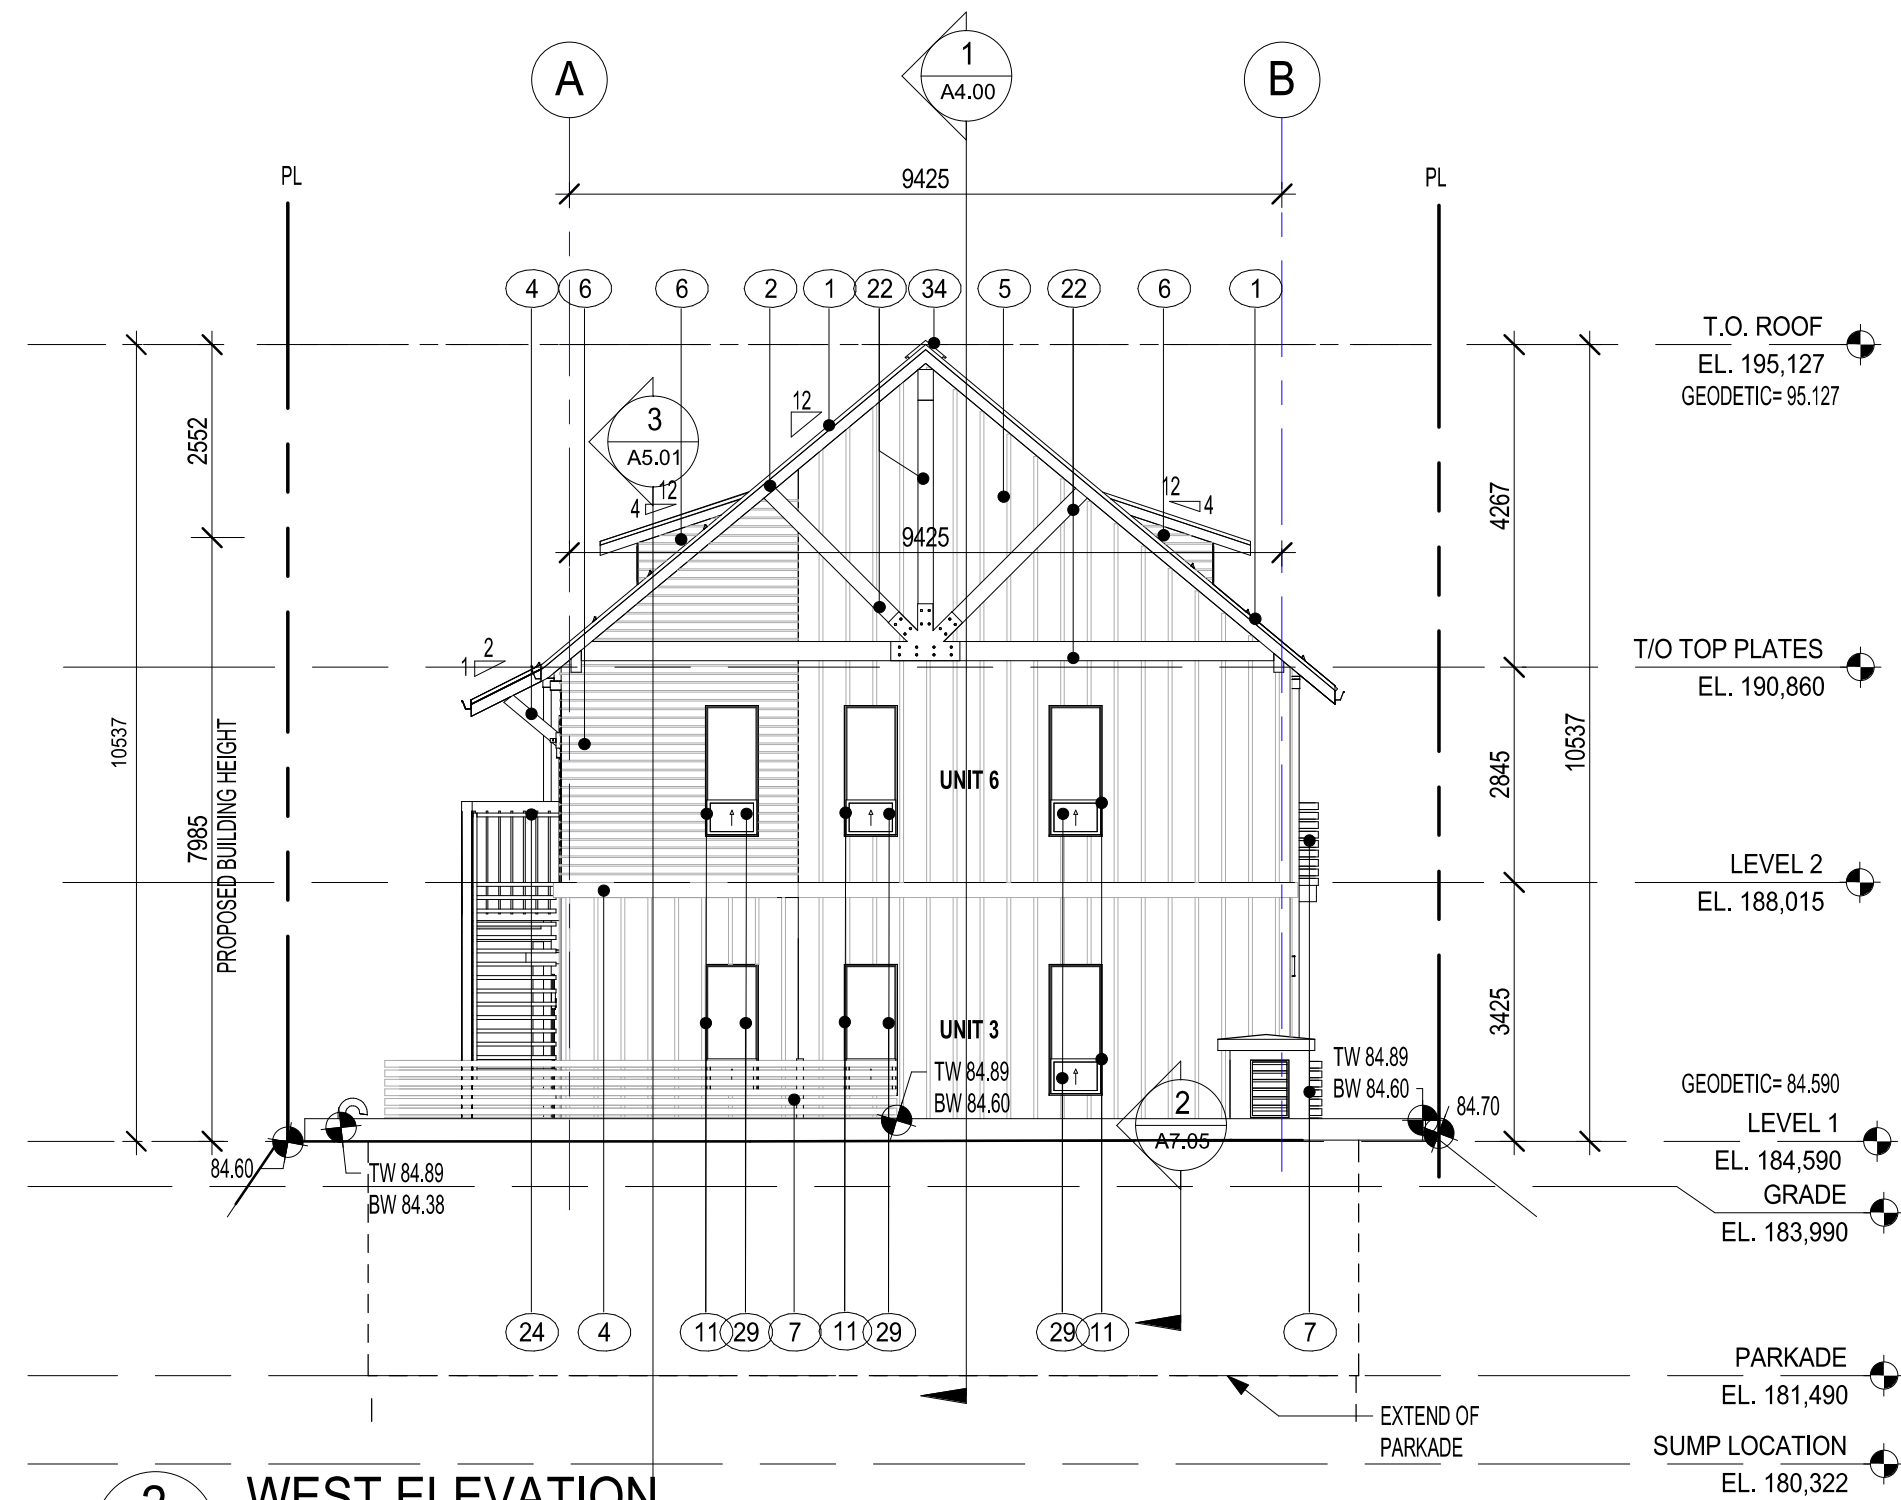 A
1
A4.00
B
PL
9425
PL
4
6
6
2
1
22
34
5
22
6
1
T.O. ROOF
EL. 195,127
GEODETIC= 95.127
12
3
A5.01
12
4
12
4
2552
4267
9425
2
1
T/O TOP PLATES
EL. 190,860
10537
7985
PROPOSED BUILDING HEIGHT
UNIT 6
2845
10537
LEVEL 2
EL. 188,015
3425
UNIT 3
TW 84.89
BW 84.60
TW 84.89
BW 84.60
84.70
2
A7.05
GEODETIC= 84.590
LEVEL 1
EL. 184,590
84.60
TW 84.89
BW 84.38
GRADE
EL. 183,990
24
4
11
29
7
11
29
29
11
7
PARKADE
EL. 181,490
EXTEND OF
PARKADE
SUMP LOCATION
EL. 180,322
2
WEST ELEVATION